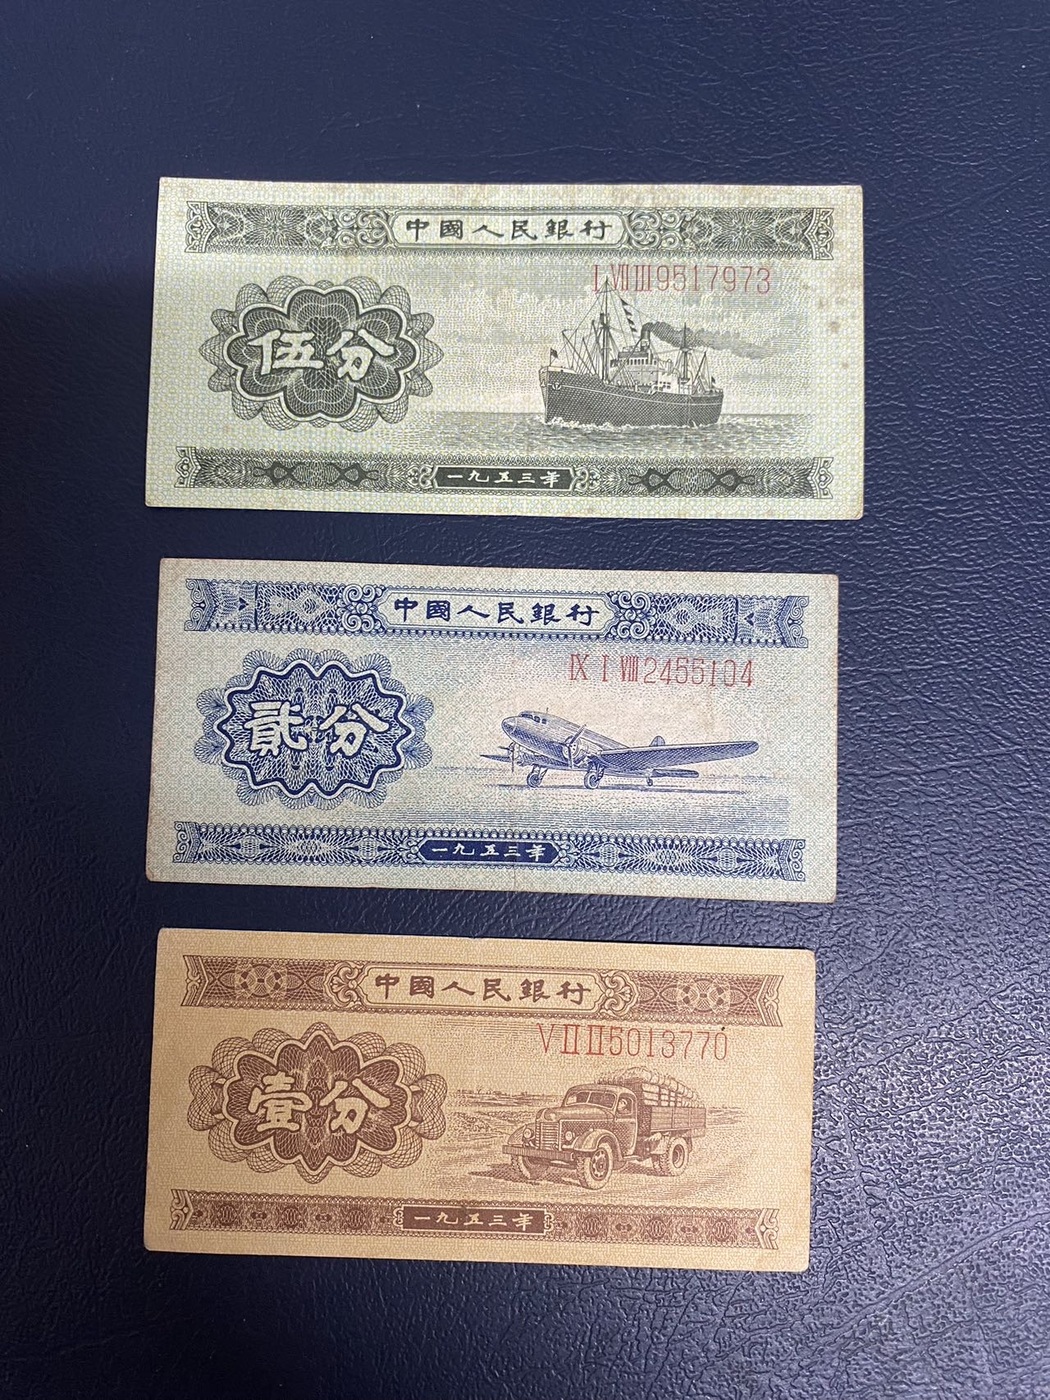 中國人民銀行
I VII III 9517973
伍分
一九五三年
中國人民銀行
IX I VIII 2455104
貳分
一九五三年
中國人民銀行
V II II 5013770
壹分
一九五三年